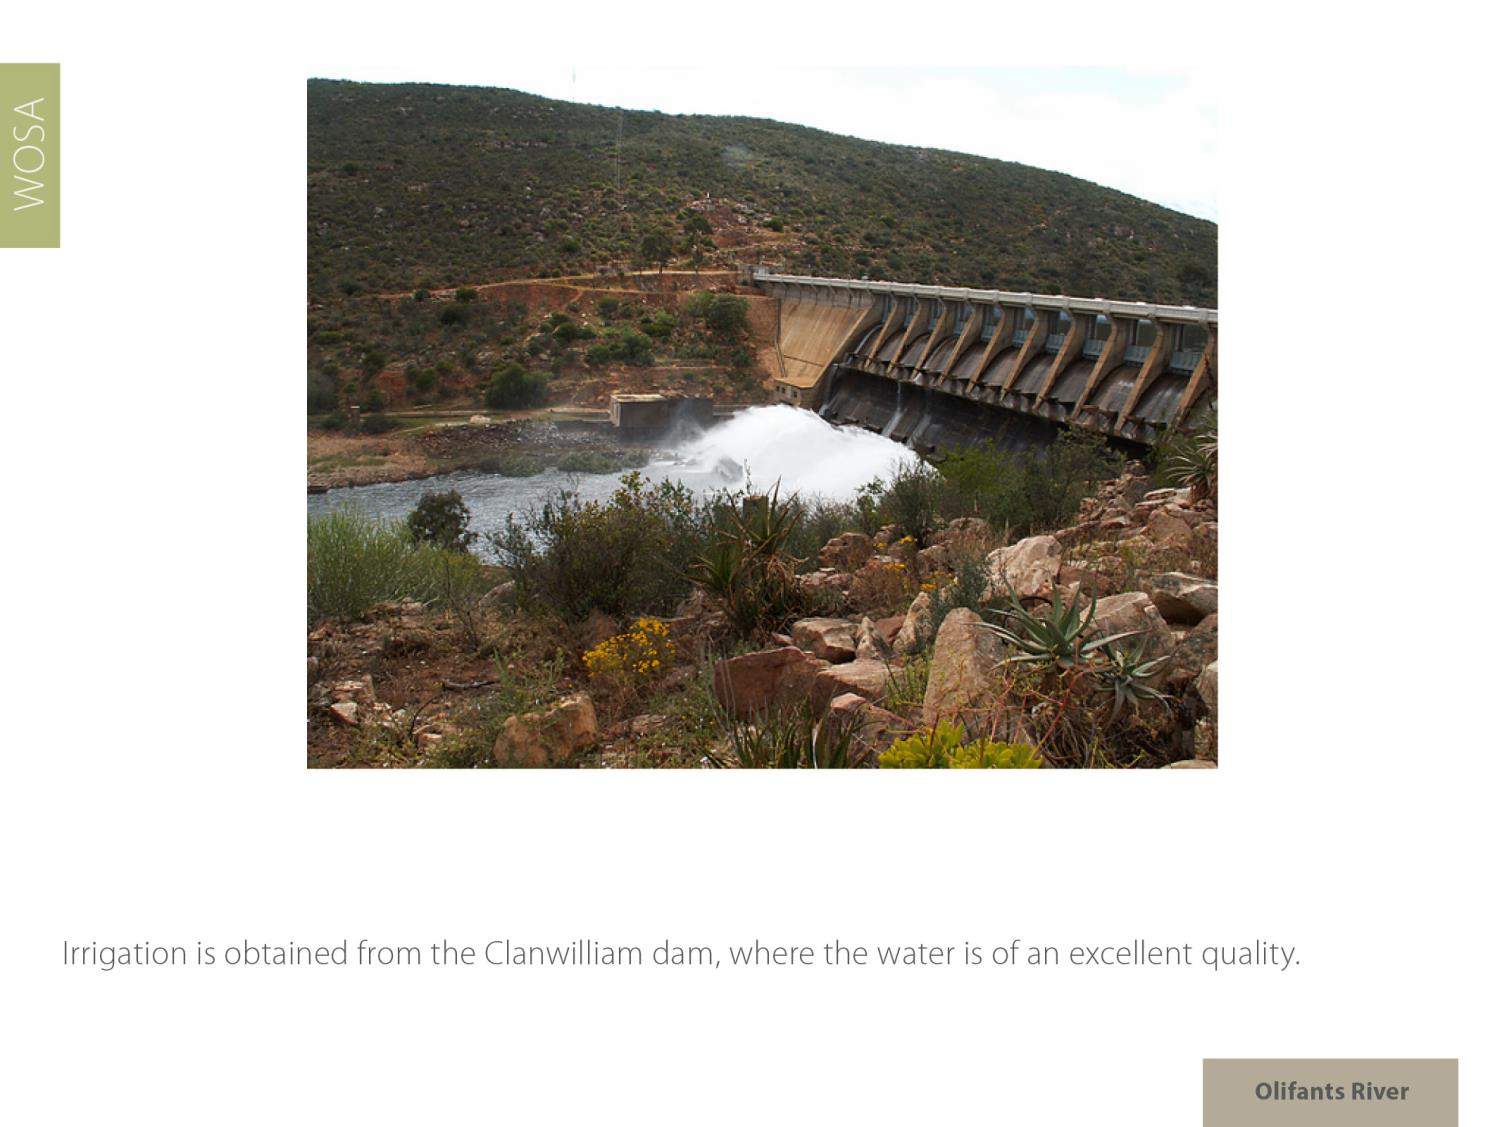 WOSA
Irrigation is obtained from the Clanwilliam dam, where the water is of an excellent quality.
Olifants River